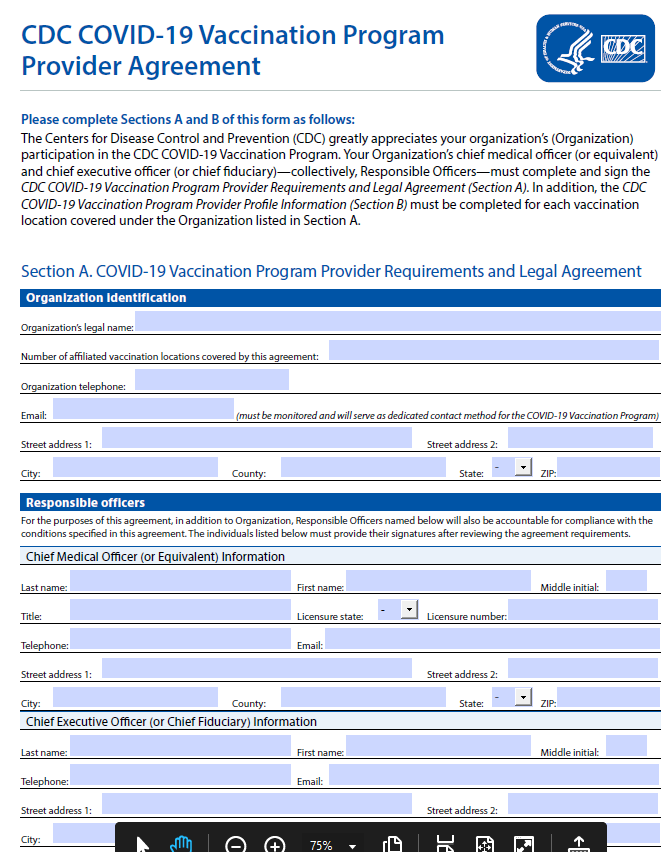 CDC COVID-19 Vaccination Program
Provider Agreement
CDC
Please complete Sections A and B of this form as follows:
The Centers for Disease Control and Prevention (CDC) greatly appreciates your organization's (Organization)
participation in the CDC COVID-19 Vaccination Program. Your Organization's chief medical officer (or equivalent)
and chief executive officer (or chief fiduciary)—collectively, Responsible Officers—must complete and sign the
CDC COVID-19 Vaccination Program Provider Requirements and Legal Agreement (Section A). In addition, the CDC
COVID-19 Vaccination Program Provider Profile Information (Section B) must be completed for each vaccination
location covered under the Organization listed in Section A.
Section A. COVID-19 Vaccination Program Provider Requirements and Legal Agreement
Organization identification
Organization's legal name:
Number of affiliated vaccination locations covered by this agreement:
Organization telephone:
Email: (must be monitored and will serve as dedicated contact method for the COVID-19 Vaccination Program)
Street address 1: Street address 2:
City: County: State: - ZIP:
Responsible officers
For the purposes of this agreement, in addition to Organization, Responsible Officers named below will also be accountable for compliance with the
conditions specified in this agreement. The individuals listed below must provide their signatures after reviewing the agreement requirements.
Chief Medical Officer (or Equivalent) Information
Last name: First name: Middle initial:
Title: Licensure state: - Licensure number:
Telephone: Email:
Street address 1: Street address 2:
City: County: State: - ZIP:
Chief Executive Officer (or Chief Fiduciary) Information
Last name: First name: Middle initial:
Telephone: Email:
Street address 1: Street address 2:
City:
75%